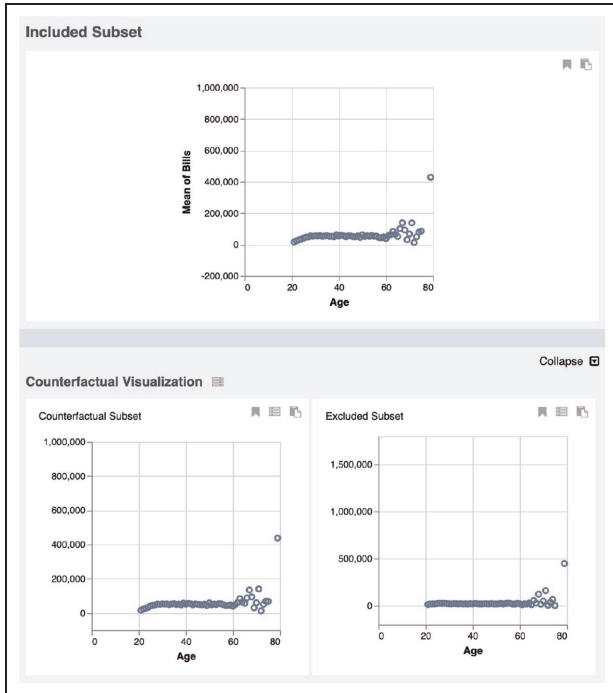 Included Subset
Mean of Bills
1,000,000
800,000
600,000
400,000
200,000
0
-200,000
0 20 40 60 80
Age
Collapse
Counterfactual Visualization
Counterfactual Subset
1,000,000
800,000
600,000
400,000
200,000
0
0 20 40 60 80
Age
Excluded Subset
1,500,000
1,000,000
500,000
0
0 20 40 60 80
Age